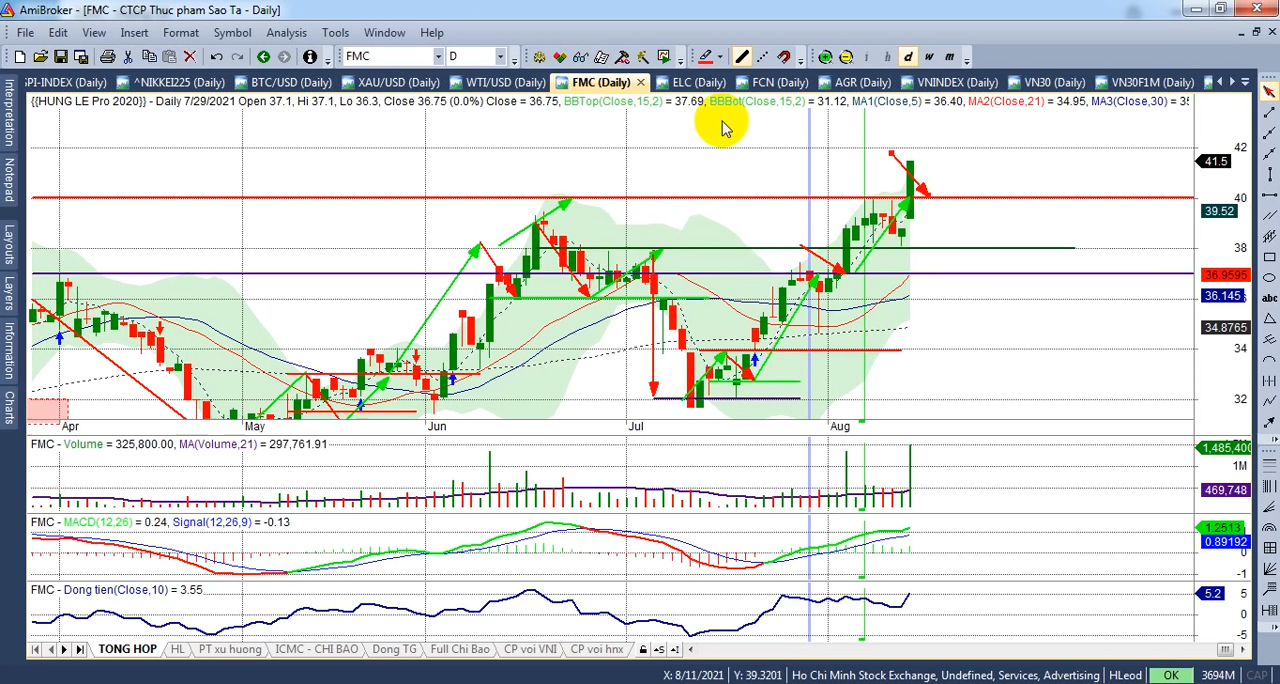 AmiBroker - [FMC - CTCP Thuc pham Sao Ta - Daily]
File Edit View Insert Format Symbol Analysis Tools Window Help
FMC D h d w m
PI-INDEX (Daily) ^NIKKEI225 (Daily) BTC/USD (Daily) XAU/USD (Daily) WTI/USD (Daily) FMC (Daily) ELC (Daily) FCN (Daily) AGR (Daily) VNINDEX (Daily) VN30 (Daily) VN30F1M (Daily)
{{HUNG LE Pro 2020}} - Daily 7/29/2021 Open 37.1, Hi 37.1, Lo 36.3, Close 36.75 (0.0%) Close = 36.75, BBTop(Close,15,2) = 37.69, BBBot(Close,15,2) = 31.12, MA1(Close,5) = 36.40, MA2(Close,21) = 34.95, MA3(Close,30) = 35
Interpretation
Notepad
Layouts
Layers
Information
Charts
abc
42
41.5
40
39.52
38
36.9595
36.145
34.8765
34
32
Apr May Jun Jul Aug
FMC - Volume = 325,800.00, MA(Volume,21) = 297,761.91
1,485,400
1M
469,748
FMC - MACD(12,26) = 0.24, Signal(12,26,9) = -0.13
1.2513
0.89192
0
-1
FMC - Dong tien(Close,10) = 3.55
5.2
0
-5
TONG HOP HL PT xu huong ICMC - CHI BAO Dong TG Full Chi Bao CP voi VNI CP voi hnx
X: 8/11/2021 Y: 39.3201 Ho Chi Minh Stock Exchange, Undefined, Services, Advertising HLeod OK 3694M CAP